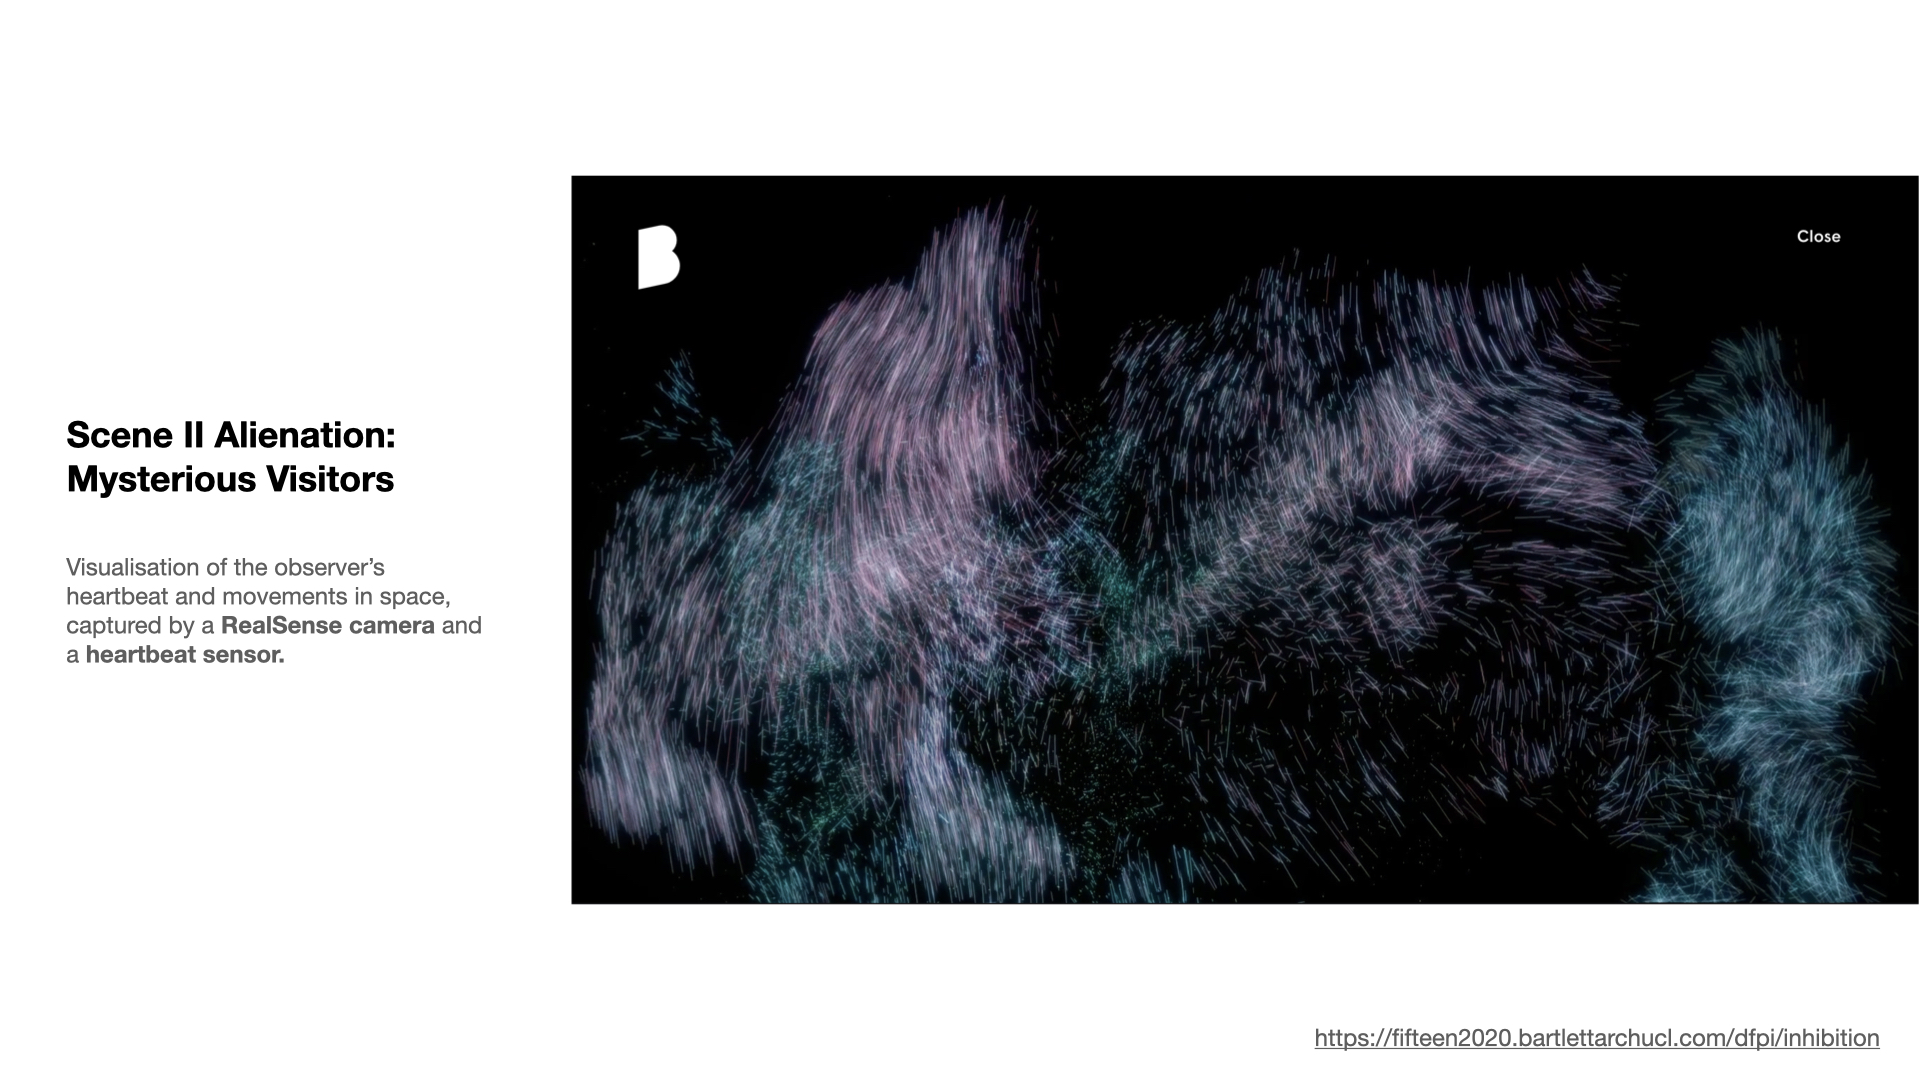 Scene II Alienation:
Mysterious Visitors
Visualisation of the observer’s
heartbeat and movements in space,
captured by a RealSense camera and
a heartbeat sensor.
B
Close
https://fifteen2020.bartlettarchucl.com/dfpi/inhibition